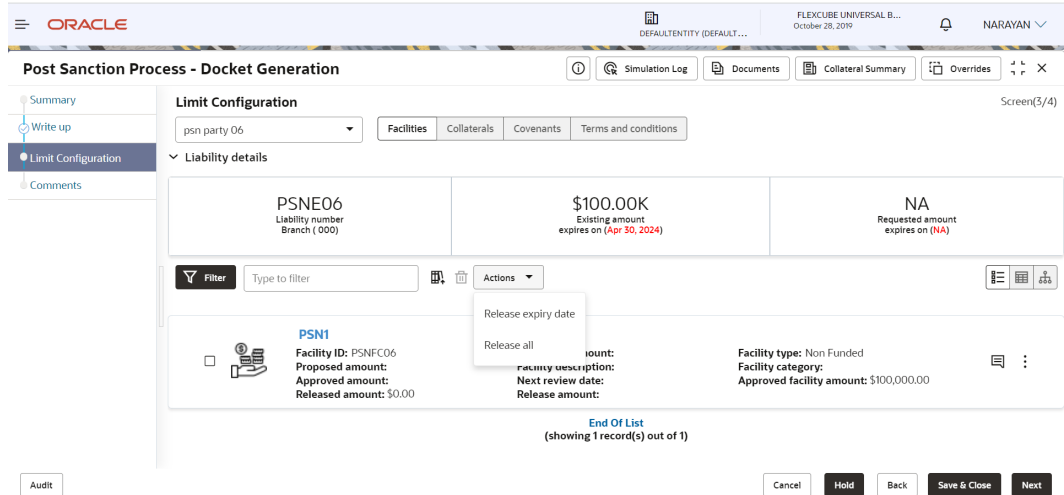 ORACLE
DEFAULTENTITY (DEFAULT...
FLEXCUBE UNIVERSAL B...
October 28, 2019
NARAYAN
Post Sanction Process - Docket Generation
Simulation Log
Documents
Collateral Summary
Overrides
Summary
Write up
Limit Configuration
Comments
Limit Configuration
Screen(3/4)
psn party 06
Facilities
Collaterals
Covenants
Terms and conditions
Liability details
PSNE06
Liability number
Branch ( 000)
$100.00K
Existing amount
expires on (Apr 30, 2024)
NA
Requested amount
expires on (NA)
Filter
Type to filter
Actions
Release expiry date
Release all
PSN1
Facility ID: PSNFC06
Proposed amount:
Approved amount:
Released amount: $0.00
Facility description:
Next review date:
Release amount:
Facility type: Non Funded
Facility category:
Approved facility amount: $100,000.00
End Of List
(showing 1 record(s) out of 1)
Audit
Cancel
Hold
Back
Save & Close
Next